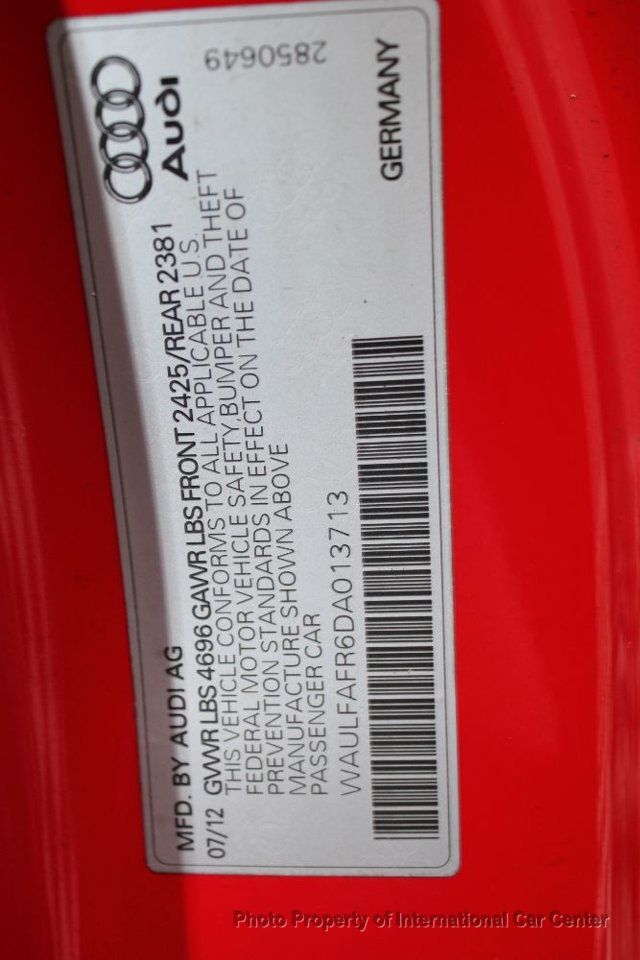 MFD. BY AUDI AG
Audi
07/12 GVWR LBS 4696 GAWR LBS FRONT 2425/REAR 2381
THIS VEHICLE CONFORMS TO ALL APPLICABLE U.S.
FEDERAL MOTOR VEHICLE SAFETY, BUMPER AND THEFT
PREVENTION STANDARDS IN EFFECT ON THE DATE OF
MANUFACTURE SHOWN ABOVE
PASSENGER CAR
WAULFAFR6DA013713
2850649
GERMANY
Photo Property of International Car Center